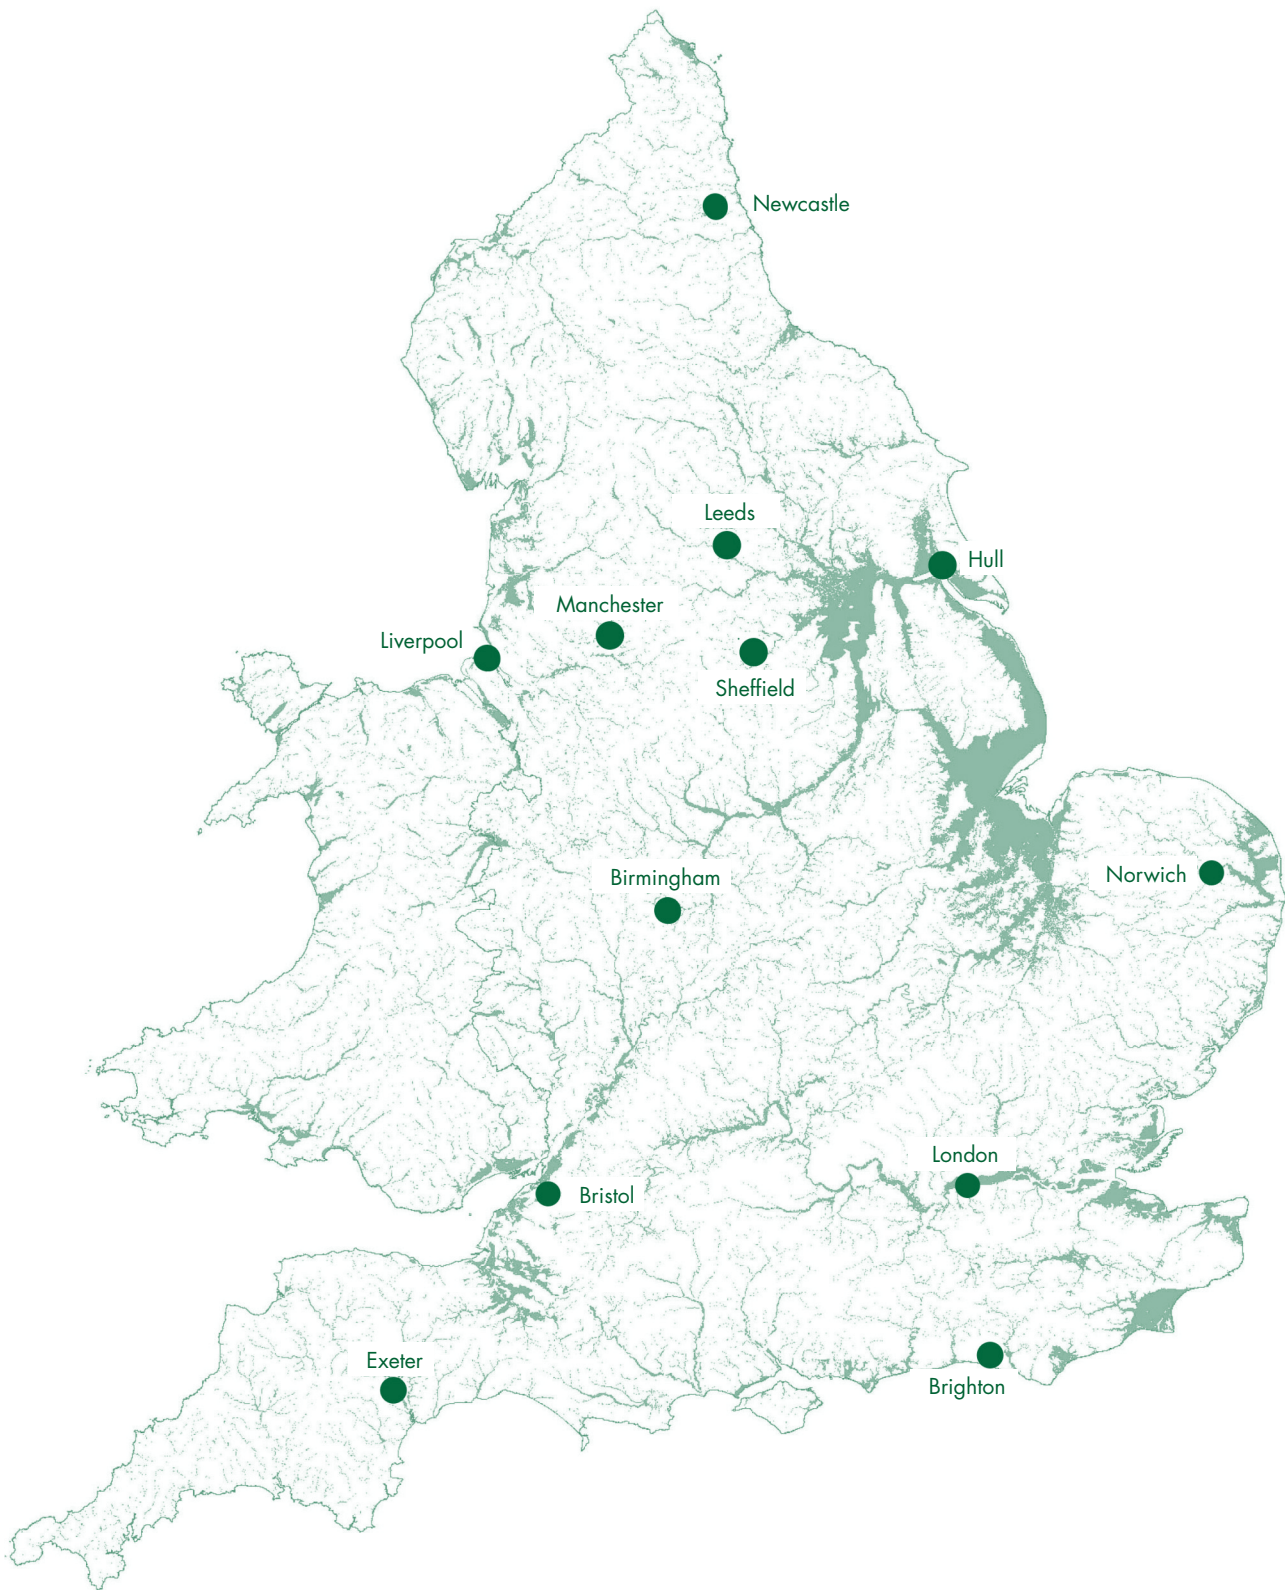 Newcastle
Leeds
Hull
Manchester
Liverpool
Sheffield
Birmingham
Norwich
London
Bristol
Exeter
Brighton